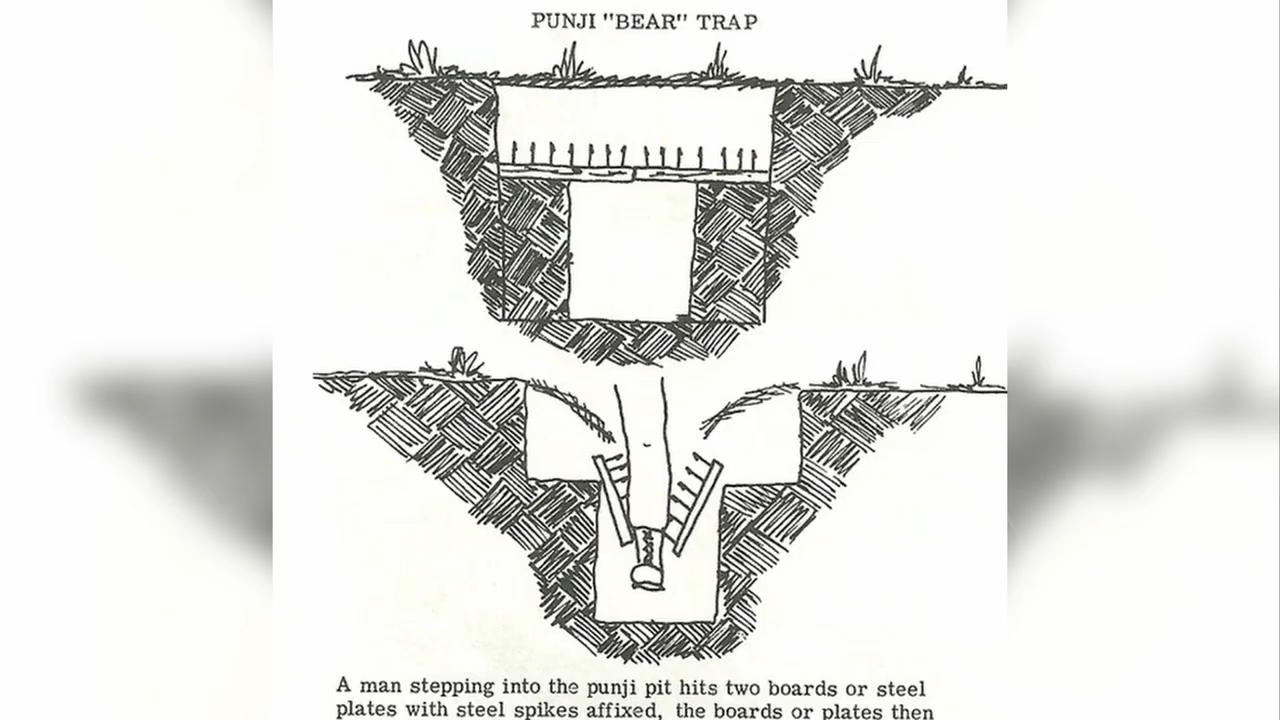 PUNJI "BEAR" TRAP
A man stepping into the punji pit hits two boards or steel
plates with steel spikes affixed, the boards or plates then